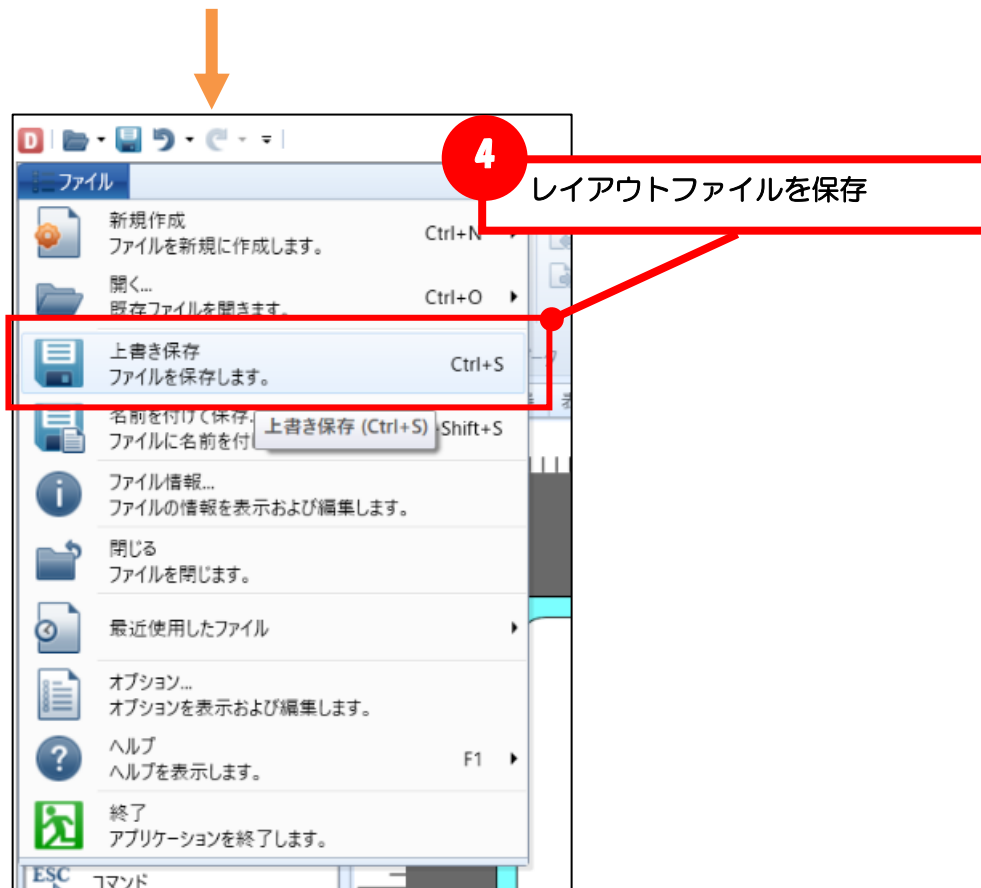 D
4
レイアウトファイルを保存
ファイル
新規作成
ファイルを新規に作成します。
Ctrl+N
開く...
既存ファイルを開きます。
Ctrl+O
上書き保存
ファイルを保存します。
Ctrl+S
名前を付けて保存
ファイルに名前を付
Shift+S
上書き保存 (Ctrl+S)
ファイル情報...
ファイルの情報を表示および編集します。
閉じる
ファイルを閉じます。
最近使用したファイル
オプション...
オプションを表示および編集します。
ヘルプ
ヘルプを表示します。
F1
終了
アプリケーションを終了します。
ESC
コマンド